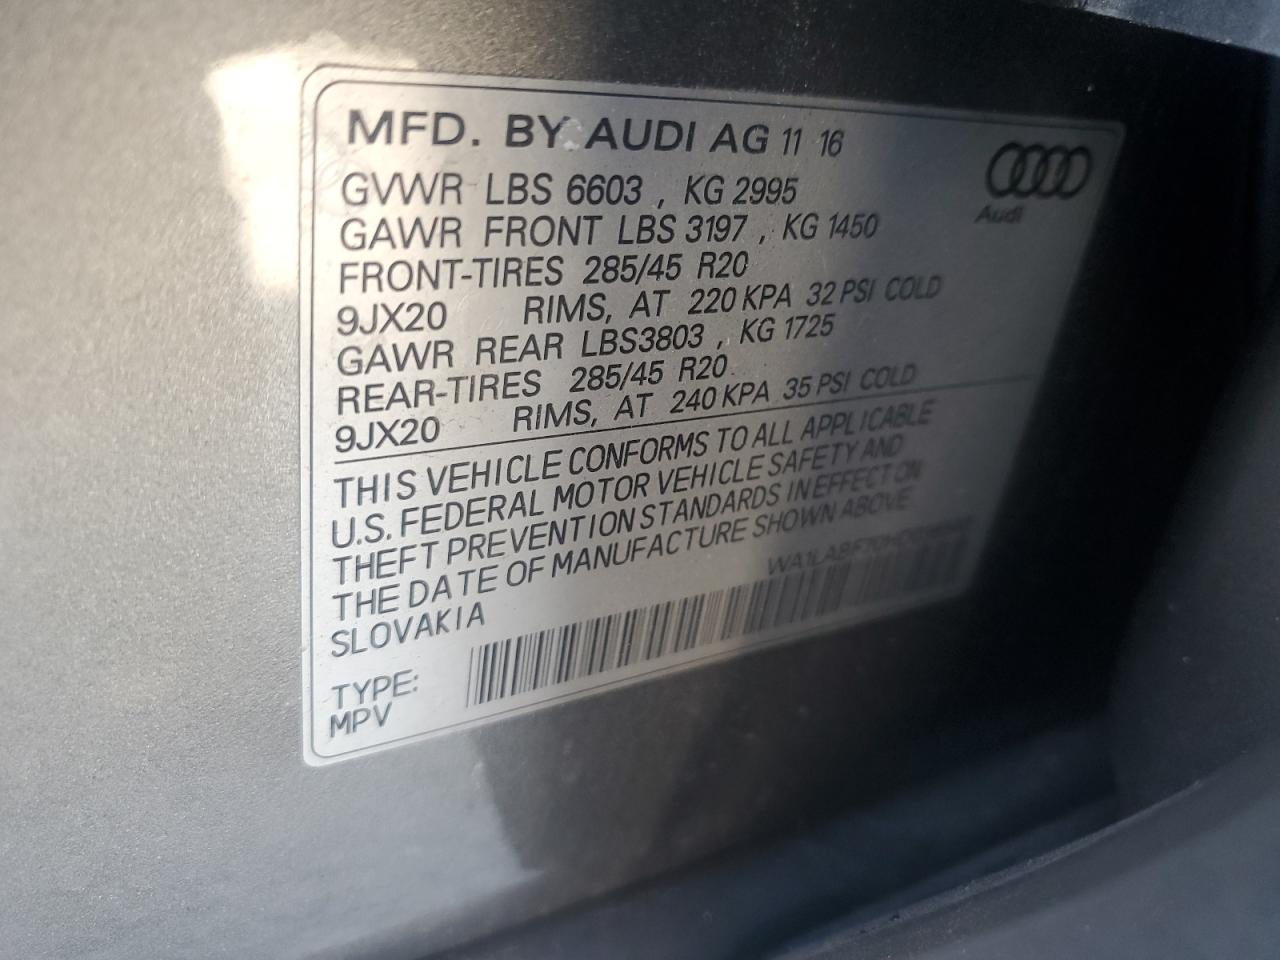 MFD. BY AUDI AG 11 16
GVWR LBS 6603 , KG 2995
GAWR FRONT LBS 3197 , KG 1450
FRONT-TIRES 285/45 R20
9JX20 RIMS, AT 220 KPA 32 PSI COLD
GAWR REAR LBS3803 , KG 1725
REAR-TIRES 285/45 R20
9JX20 RIMS, AT 240 KPA 35 PSI COLD
THIS VEHICLE CONFORMS TO ALL APPLICABLE
U.S. FEDERAL MOTOR VEHICLE SAFETY AND
THEFT PREVENTION STANDARDS IN EFFECT ON
THE DATE OF MANUFACTURE SHOWN ABOVE
SLOVAKIA
TYPE:
MPV
Audi